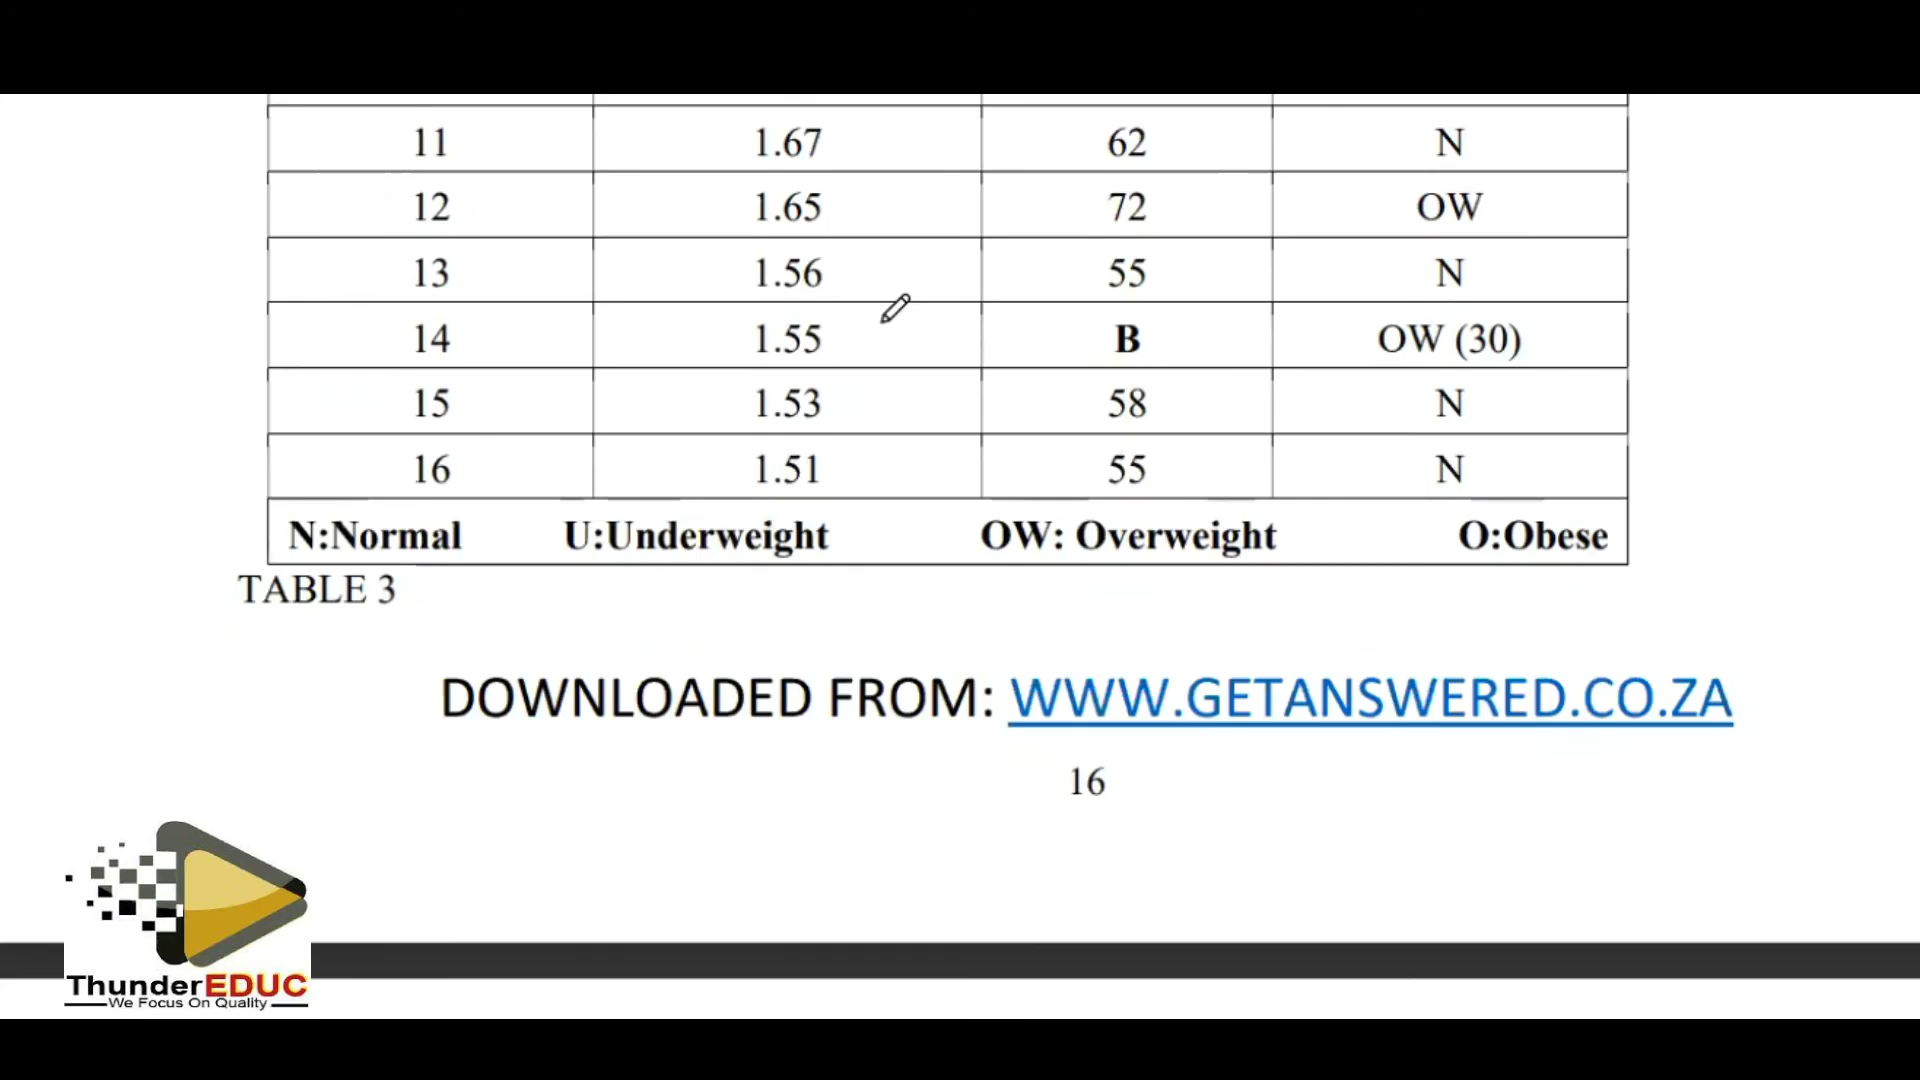 11 1.67 62 N
12 1.65 72 OW
13 1.56 55 N
14 1.55 B OW (30)
15 1.53 58 N
16 1.51 55 N
N:Normal U:Underweight OW: Overweight O:Obese
TABLE 3
DOWNLOADED FROM: WWW.GETANSWERED.CO.ZA
16
ThunderEDUC
We Focus On Quality